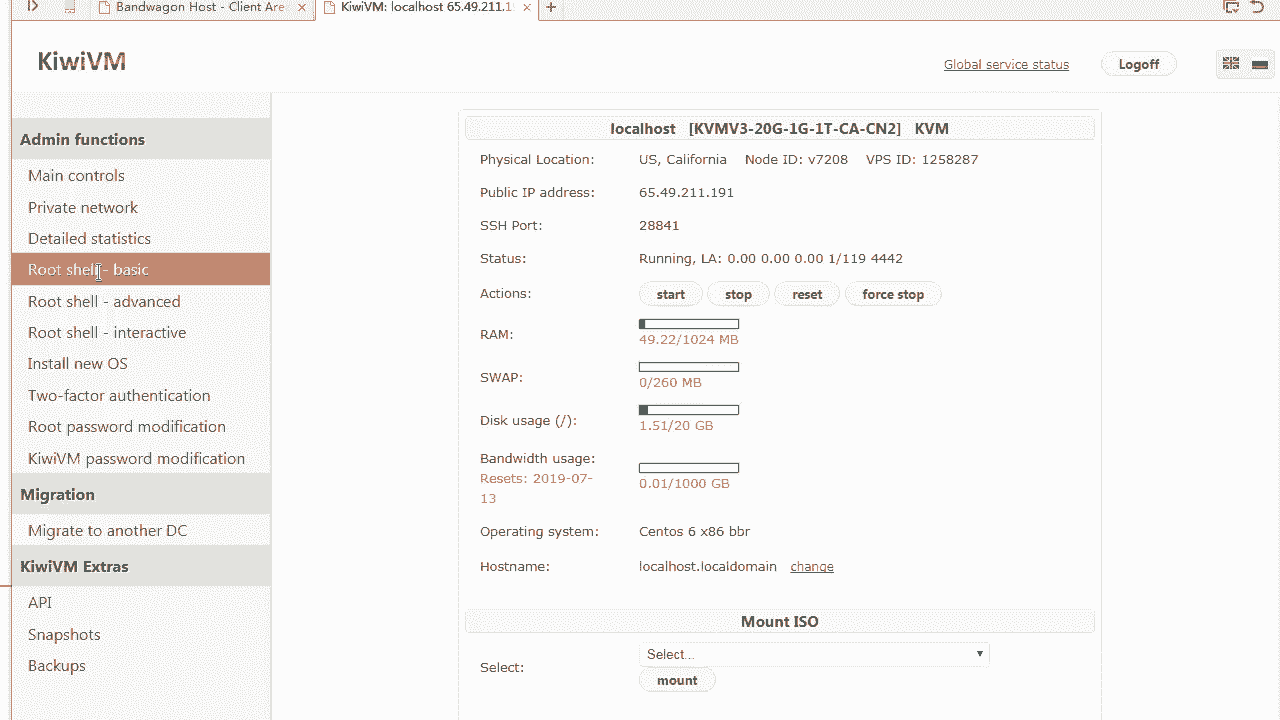 Bandwagon Host - Client Are
KiwiVM: localhost 65.49.211.1
KiwiVM
Global service status
Logoff
Admin functions
Main controls
Private network
Detailed statistics
Root shell - basic
Root shell - advanced
Root shell - interactive
Install new OS
Two-factor authentication
Root password modification
KiwiVM password modification
Migration
Migrate to another DC
KiwiVM Extras
API
Snapshots
Backups
localhost [KVMV3-20G-1G-1T-CA-CN2] KVM
Physical Location: US, California Node ID: v7208 VPS ID: 1258287
Public IP address: 65.49.211.191
SSH Port: 28841
Status: Running, LA: 0.00 0.00 0.00 1/119 4442
Actions: start stop reset force stop
RAM: 49.22/1024 MB
SWAP: 0/260 MB
Disk usage (/): 1.51/20 GB
Bandwidth usage:
Resets: 2019-07-
13
0.01/1000 GB
Operating system: Centos 6 x86 bbr
Hostname: localhost.localdomain change
Mount ISO
Select: Select...
mount